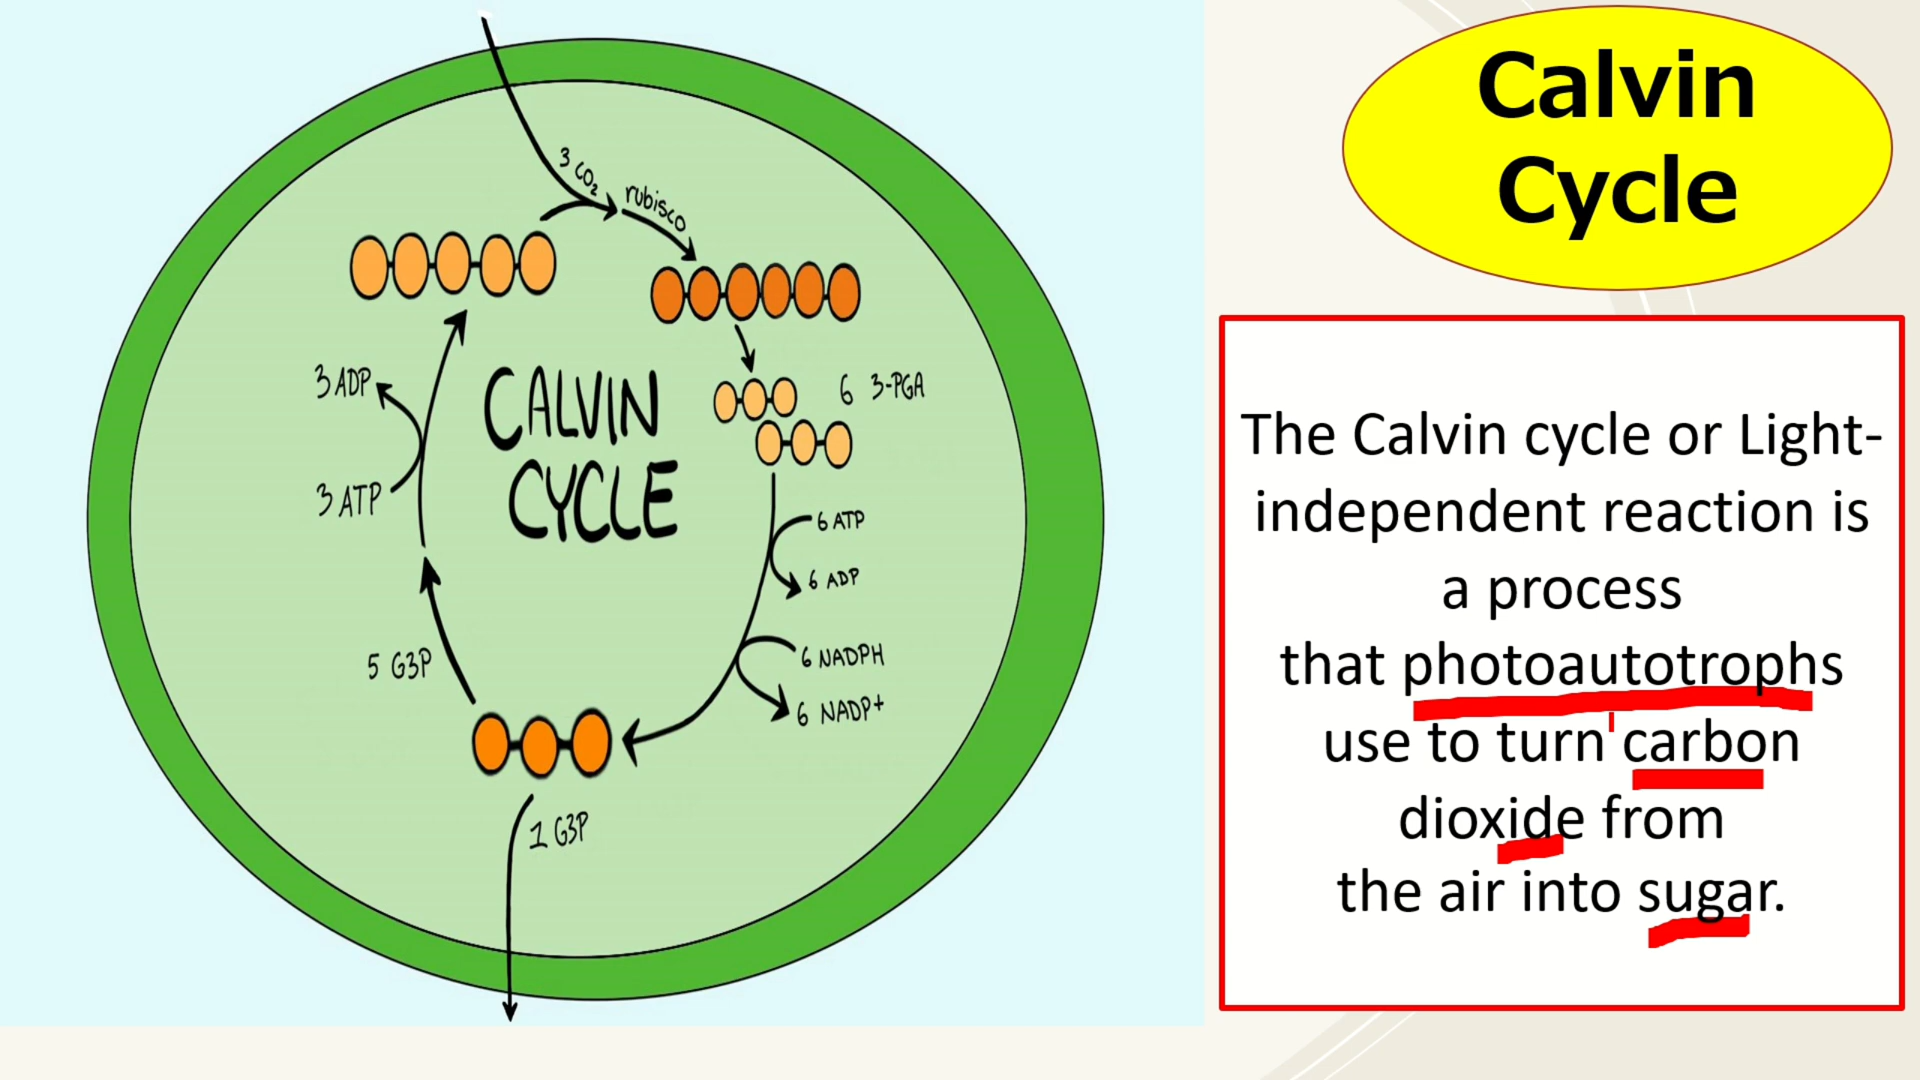 Calvin
Cycle
3 CO₂
rubisco
3 ADP
CALVIN
CYCLE
6 3-PGA
3 ATP
6 ATP
6 ADP
5 G3P
6 NADPH
6 NADP+
1 G3P
The Calvin cycle or Light-
independent reaction is
a process
that photoautotrophs
use to turn carbon
dioxide from
the air into sugar.